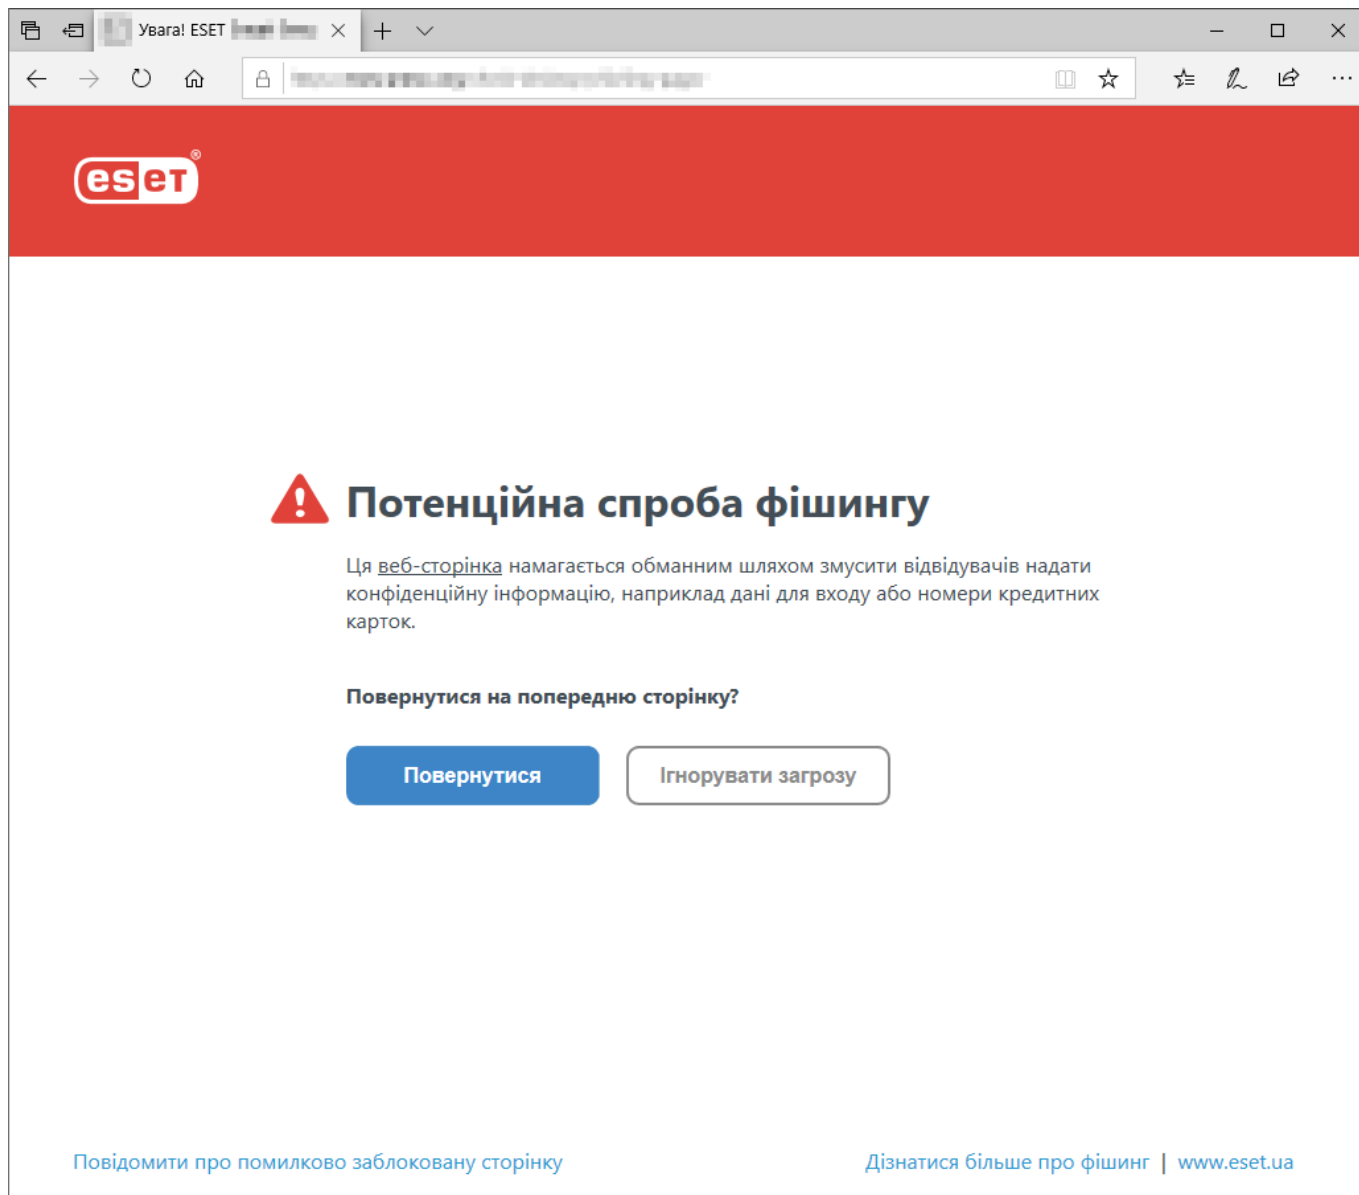 Увага! ESET
eset®
Потенційна спроба фішингу
Ця веб-сторінка намагається обманним шляхом змусити відвідувачів надати
конфіденційну інформацію, наприклад дані для входу або номери кредитних
карток.
Повернутися на попередню сторінку?
Повернутися
Ігнорувати загрозу
Повідомити про помилково заблоковану сторінку
Дізнатися більше про фішинг | www.eset.ua